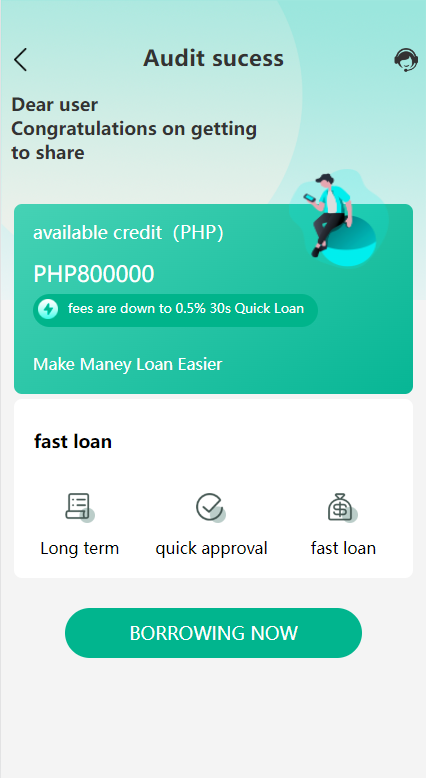 Audit sucess
Dear user
Congratulations on getting
to share
available credit（PHP）
PHP800000
fees are down to 0.5% 30s Quick Loan
Make Maney Loan Easier
fast loan
Long term
quick approval
fast loan
BORROWING NOW